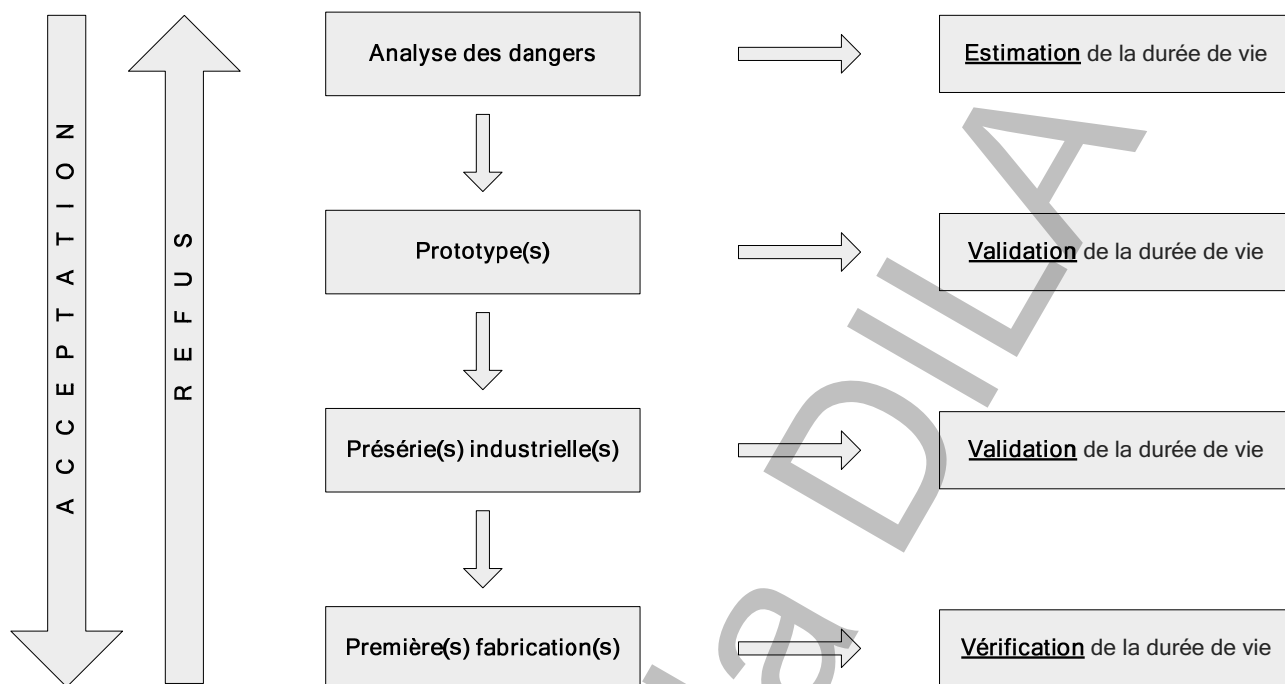 ACCEPTATION
REFUS
Analyse des dangers
Estimation de la durée de vie
Prototype(s)
Validation de la durée de vie
Présérie(s) industrielle(s)
Validation de la durée de vie
Première(s) fabrication(s)
Vérification de la durée de vie
la DILA